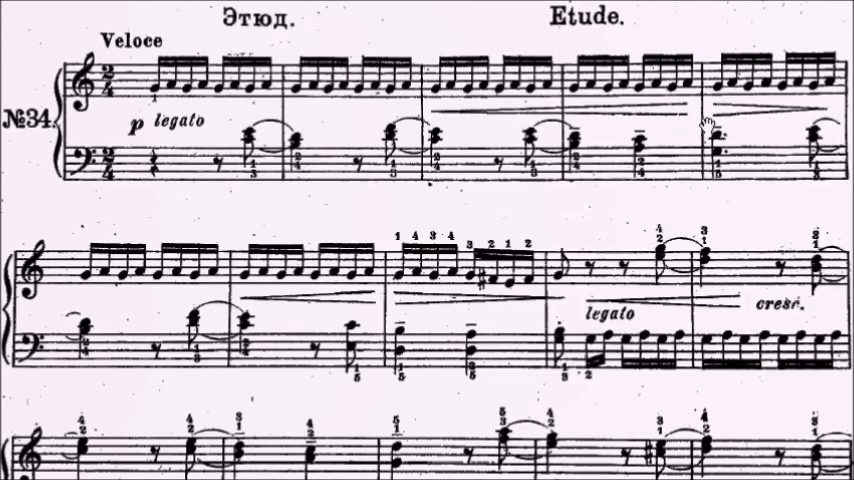 Этюд. Etude.
Veloce
№34.
p legato
legato
cresc.